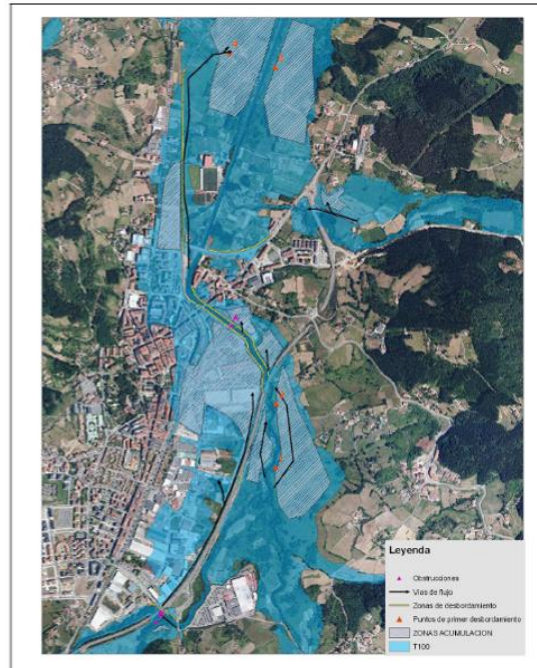 Leyenda
Obstrucciones
Vías de flujo
Zonas de desbordamiento
Puntos de primer desbordamiento
ZONAS ACUMULACION
T100